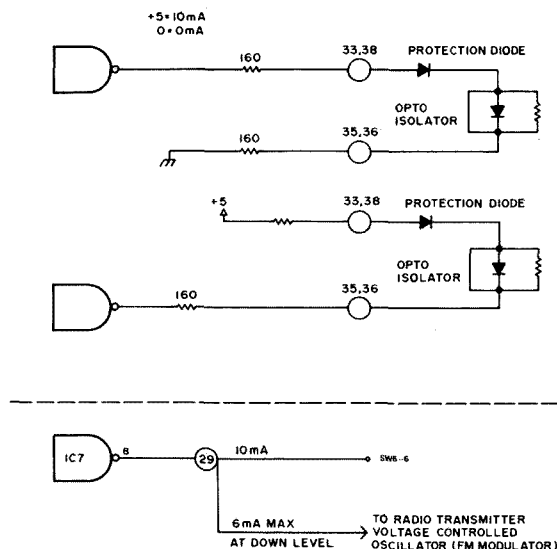 +5=10mA
0=0mA
160
33,38
PROTECTION DIODE
OPTO
ISOLATOR
160
35,36
+5
33,38
PROTECTION DIODE
OPTO
ISOLATOR
160
35,36
IC7
8
29
10mA
SW6-6
6mA MAX
AT DOWN LEVEL
TO RADIO TRANSMITTER
VOLTAGE CONTROLLED
OSCILLATOR (FM MODULATOR)